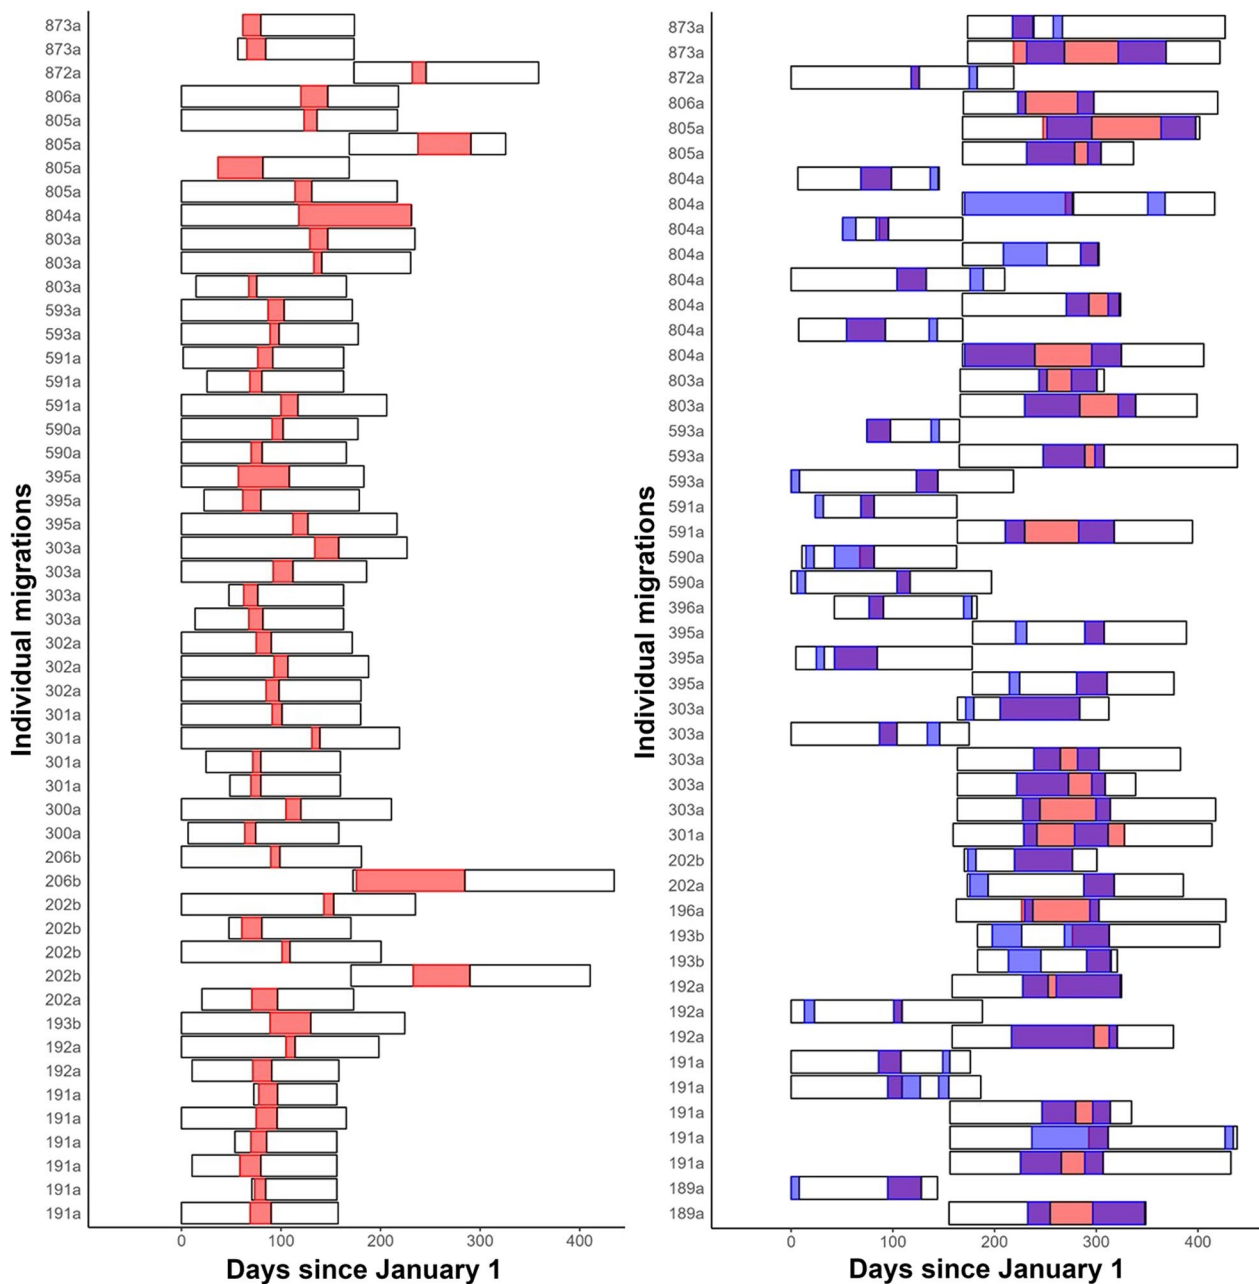 873a
873a
872a
806a
805a
805a
805a
805a
804a
803a
803a
803a
593a
593a
591a
591a
591a
590a
590a
395a
395a
395a
303a
303a
303a
303a
302a
302a
302a
301a
301a
301a
301a
300a
300a
206b
206b
202b
202b
202b
202b
202a
193b
192a
192a
191a
191a
191a
191a
191a
191a
Individual migrations
0 100 200 300 400
Days since January 1
873a
873a
872a
806a
805a
805a
804a
804a
804a
804a
804a
804a
804a
804a
803a
803a
593a
593a
593a
591a
591a
590a
590a
396a
395a
395a
395a
303a
303a
303a
303a
303a
301a
202b
202a
196a
193b
193b
192a
192a
192a
191a
191a
191a
191a
191a
189a
189a
Individual migrations
0 100 200 300 400
Days since January 1